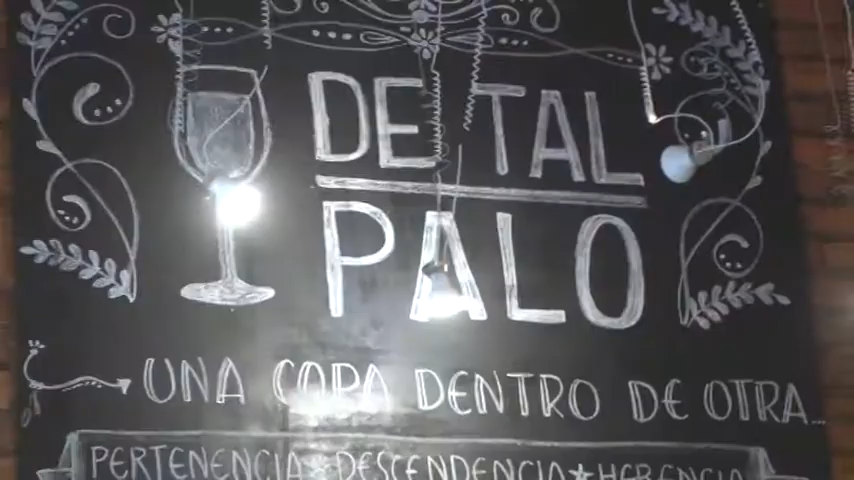 DE TAL
PALO
UNA COPA DENTRO DE OTRA...
PERTENENCIA★DESCENDENCIA★HERENCIA